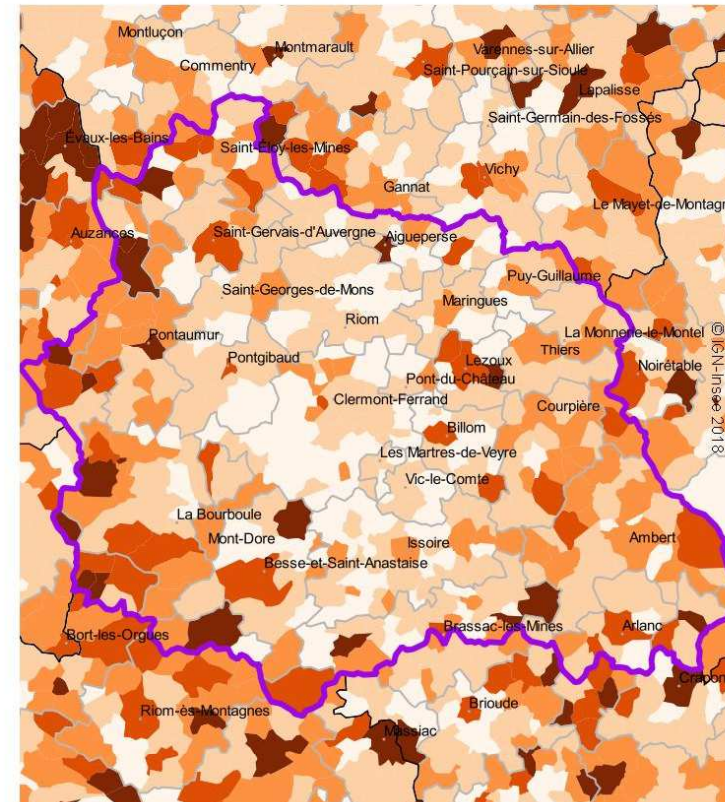 Montluçon
Montmarault
Commentry
Varennes-sur-Allier
Saint-Pourçain-sur-Sioule
Lapalisse
Saint-Germain-des-Fossés
Évaux-les-Bains
Saint-Éloy-les-Mines
Vichy
Gannat
Le Mayet-de-Montagn
Auzances
Saint-Gervais-d'Auvergne
Aigueperse
Puy-Guillaume
Saint-Georges-de-Mons
Maringues
Riom
La Monnerie-le-Montel
Pontaumur
Thiers
Pontgibaud
Lezoux
Noirétable
Pont-du-Château
Clermont-Ferrand
Courpière
Billom
Les Martres-de-Veyre
Vic-le-Comte
La Bourboule
Mont-Dore
Issoire
Ambert
Besse-et-Saint-Anastaise
Brassac-les-Mines
Arlanc
Bort-les-Orgues
Crapon
Riom-ès-Montagnes
Brioude
Massiac
© IGN-Insee 2018